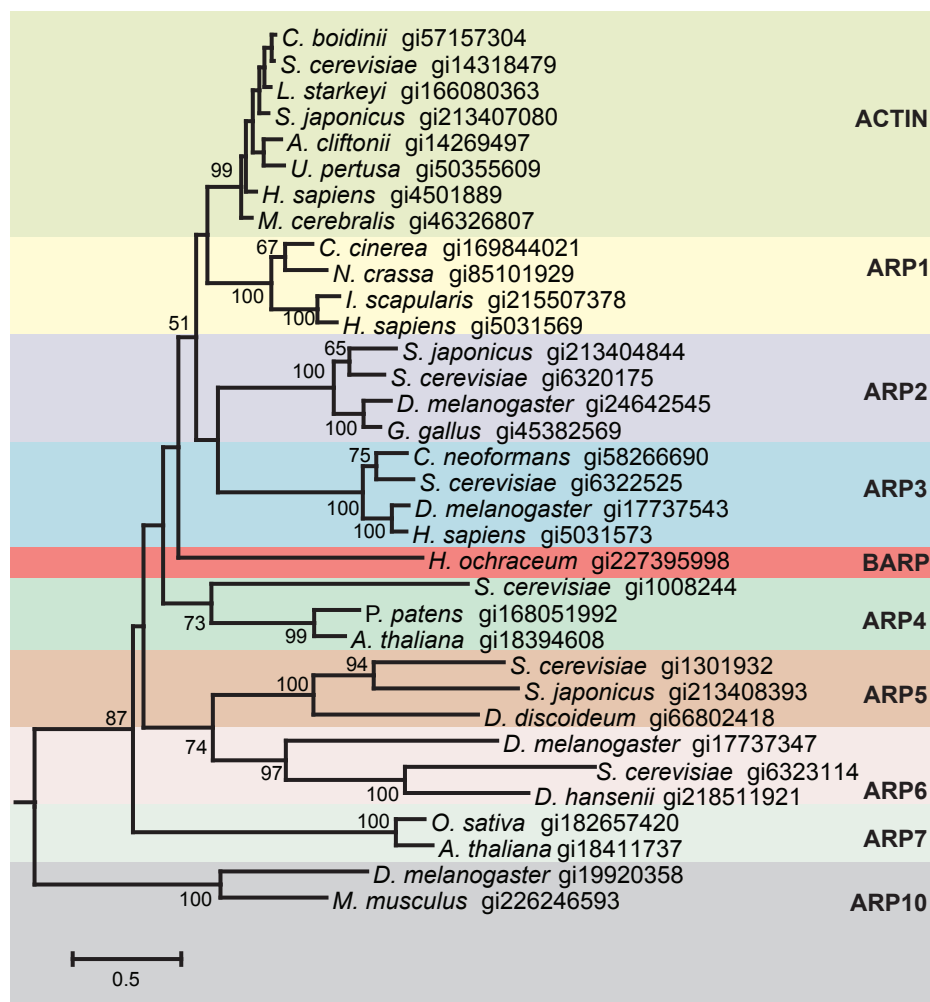 C. boidinii gi57157304
S. cerevisiae gi14318479
L. starkeyi gi166080363
S. japonicus gi213407080
ACTIN
A. cliftonii gi14269497
U. pertusa gi50355609
99
H. sapiens gi4501889
M. cerebralis gi46326807
67
C. cinerea gi169844021
ARP1
N. crassa gi85101929
100
I. scapularis gi215507378
100
H. sapiens gi5031569
51
65
S. japonicus gi213404844
100
S. cerevisiae gi6320175
ARP2
D. melanogaster gi24642545
100
G. gallus gi45382569
75
C. neoformans gi58266690
S. cerevisiae gi6322525
ARP3
100
D. melanogaster gi17737543
100
H. sapiens gi5031573
H. ochraceum gi227395998
BARP
S. cerevisiae gi1008244
P. patens gi168051992
ARP4
73
99
A. thaliana gi18394608
94
S. cerevisiae gi1301932
100
S. japonicus gi213408393
ARP5
87
D. discoideum gi66802418
74
D. melanogaster gi17737347
97
S. cerevisiae gi6323114
100
D. hansenii gi218511921
ARP6
100
O. sativa gi182657420
ARP7
A. thaliana gi18411737
D. melanogaster gi19920358
100
M. musculus gi226246593
ARP10
0.5